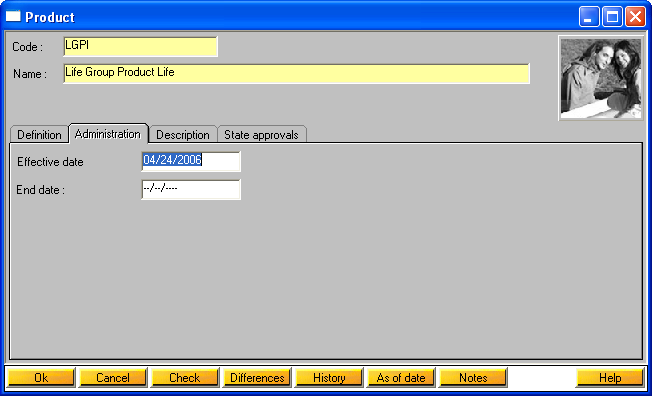 Product
Code :
LGPI
Name :
Life Group Product Life
Definition Administration Description State approvals
Effective date
04/24/2006
End date :
--/--/----
Ok Cancel Check Differences History As of date Notes Help